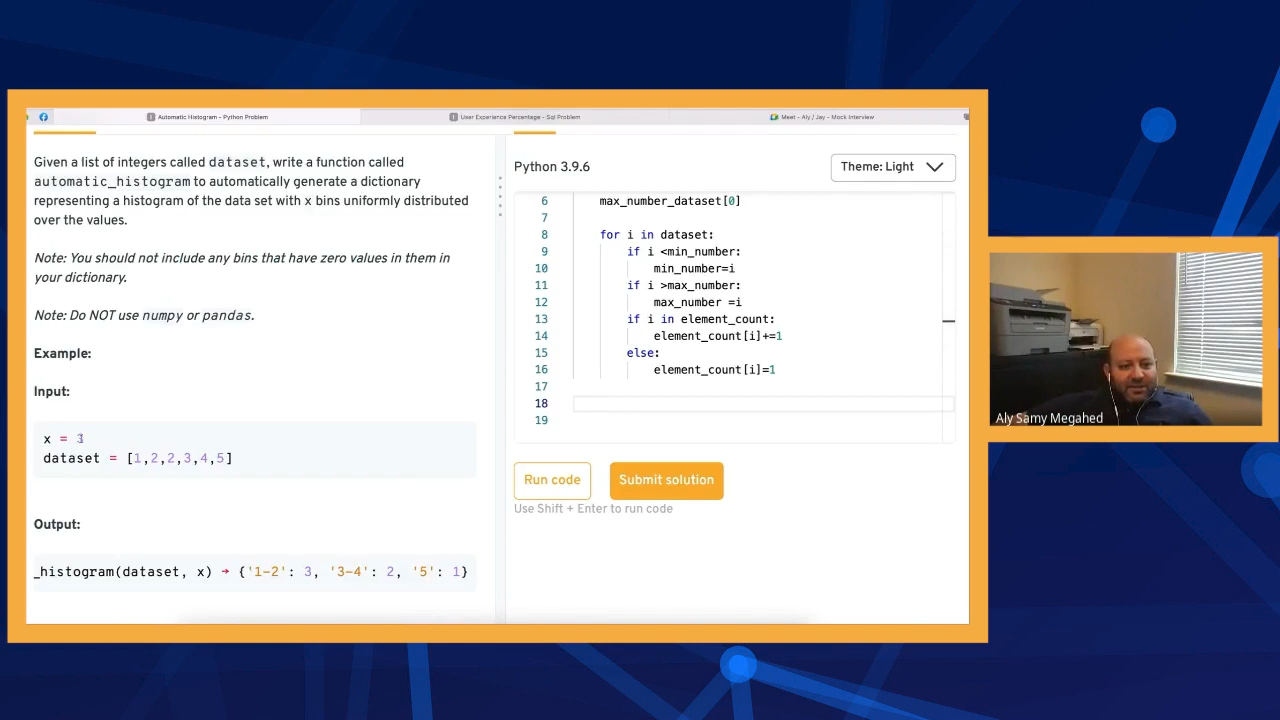 Automatic Histogram - Python Problem
User Experience Percentage - Sql Problem
Meet - Aly / Jay - Mock Interview
Given a list of integers called dataset, write a function called
automatic_histogram to automatically generate a dictionary
representing a histogram of the data set with x bins uniformly distributed
over the values.
Note: You should not include any bins that have zero values in them in
your dictionary.
Note: Do NOT use numpy or pandas.
Example:
Input:
x = 3
dataset = [1,2,2,3,4,5]
Output:
_histogram(dataset, x) → {'1-2': 3, '3-4': 2, '5': 1}
Python 3.9.6
Theme: Light
6 max_number_dataset[0]
7
8 for i in dataset:
9 if i <min_number:
10 min_number=i
11 if i >max_number:
12 max_number =i
13 if i in element_count:
14 element_count[i]+=1
15 else:
16 element_count[i]=1
17
18
19
Run code
Submit solution
Use Shift + Enter to run code
Aly Samy Megahed